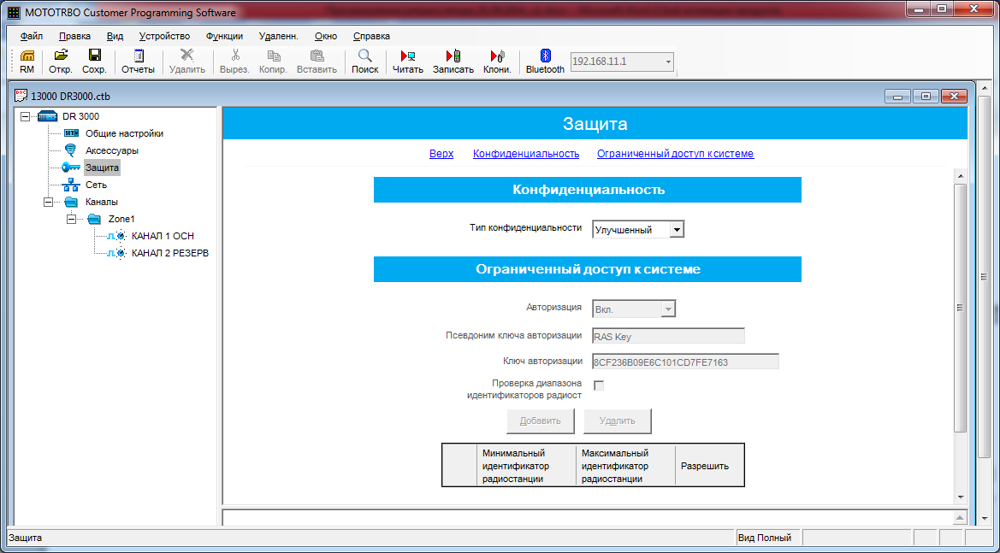 MOTOTRBO Customer Programming Software
Файл Правка Вид Устройство Функции Удаленн. Окно Справка
RM Откр. Сохр. Отчеты Удалить Вырез. Копир. Вставить Поиск Читать Записать Клони. Bluetooth 192.168.11.1
13000 DR3000.ctb
DR 3000
SET
Общие настройки
Аксессуары
Защита
Сеть
Каналы
Zone1
КАНАЛ 1 ОСН
КАНАЛ 2 РЕЗЕРВ
Защита
Верх Конфиденциальность Ограниченный доступ к системе
Конфиденциальность
Тип конфиденциальности Улучшенный
Ограниченный доступ к системе
Авторизация Вкл.
Псевдоним ключа авторизации RAS Key
Ключ авторизации 8CF236B09E6C101CD7FE7163
Проверка диапазона
идентификаторов радиост
Добавить Удалить
Минимальный
идентификатор
радиостанции
Максимальный
идентификатор
радиостанции
Разрешить
Защита
Вид Полный